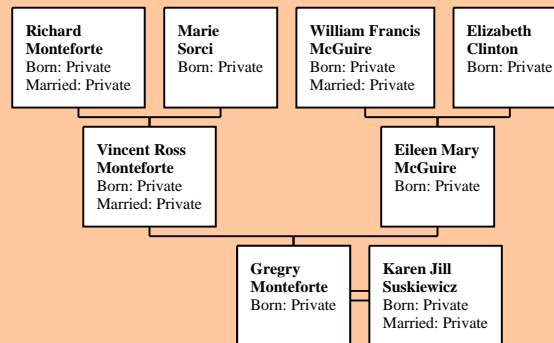 Richard
Monteforte
Born: Private
Married: Private
Marie
Sorci
Born: Private
William Francis
McGuire
Born: Private
Married: Private
Elizabeth
Clinton
Born: Private
Vincent Ross
Monteforte
Born: Private
Married: Private
Eileen Mary
McGuire
Born: Private
Gregry
Monteforte
Born: Private
Karen Jill
Suskiewicz
Born: Private
Married: Private